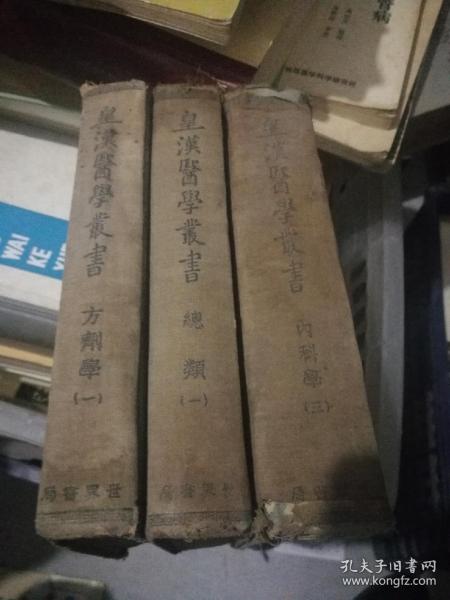 皇漢醫學叢書
方劑學
(一)
局書界世
皇漢醫學叢書
總類
(一)
局書界世
皇漢醫學叢書
內科學
(三)
局
世
WAI
KE
孔夫子旧书网
www.kongfz.com